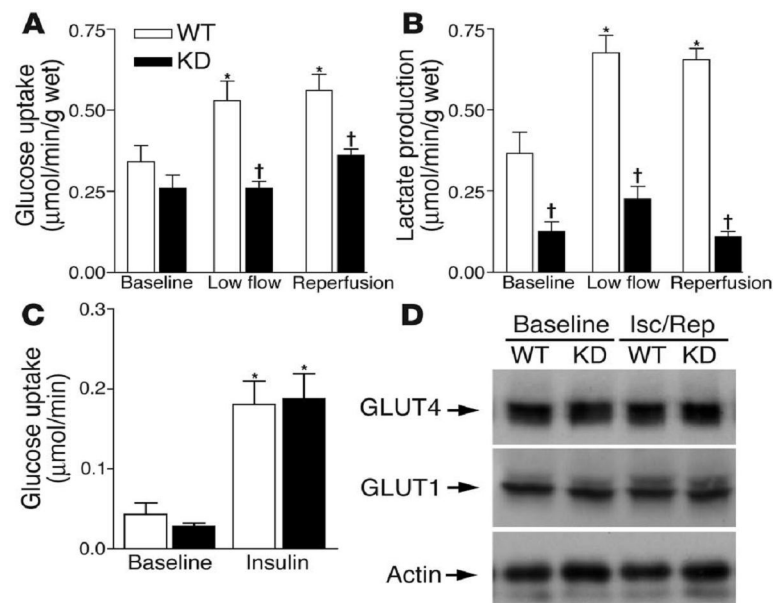 A
WT
KD
Glucose uptake
(µmol/min/g wet)
0.75
0.50
0.25
0.00
*
*
†
†
Baseline Low flow Reperfusion
B
Lactate production
(µmol/min/g wet)
0.75
0.50
0.25
0.00
*
*
†
†
†
Baseline Low flow Reperfusion
C
Glucose uptake
(µmol/min)
0.3
0.2
0.1
0.0
*
*
Baseline Insulin
D
Baseline Isc/Rep
WT KD WT KD
GLUT4
GLUT1
Actin